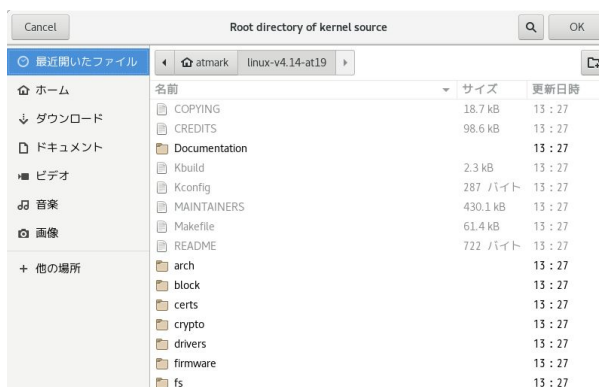 Cancel Root directory of kernel source OK
最近開いたファイル atmark linux-v4.14-at19
ホーム 名前 サイズ 更新日時
COPYING 18.7 kB 13：27
ダウンロード CREDITS 98.6 kB 13：27
ドキュメント Documentation 13：27
Kbuild 2.3 kB 13：27
ビデオ Kconfig 287 バイト 13：27
音楽 MAINTAINERS 430.1 kB 13：27
画像 Makefile 61.4 kB 13：27
README 722 バイト 13：27
+ 他の場所 arch 13：27
block 13：27
certs 13：27
crypto 13：27
drivers 13：27
firmware 13：27
fs 13：27